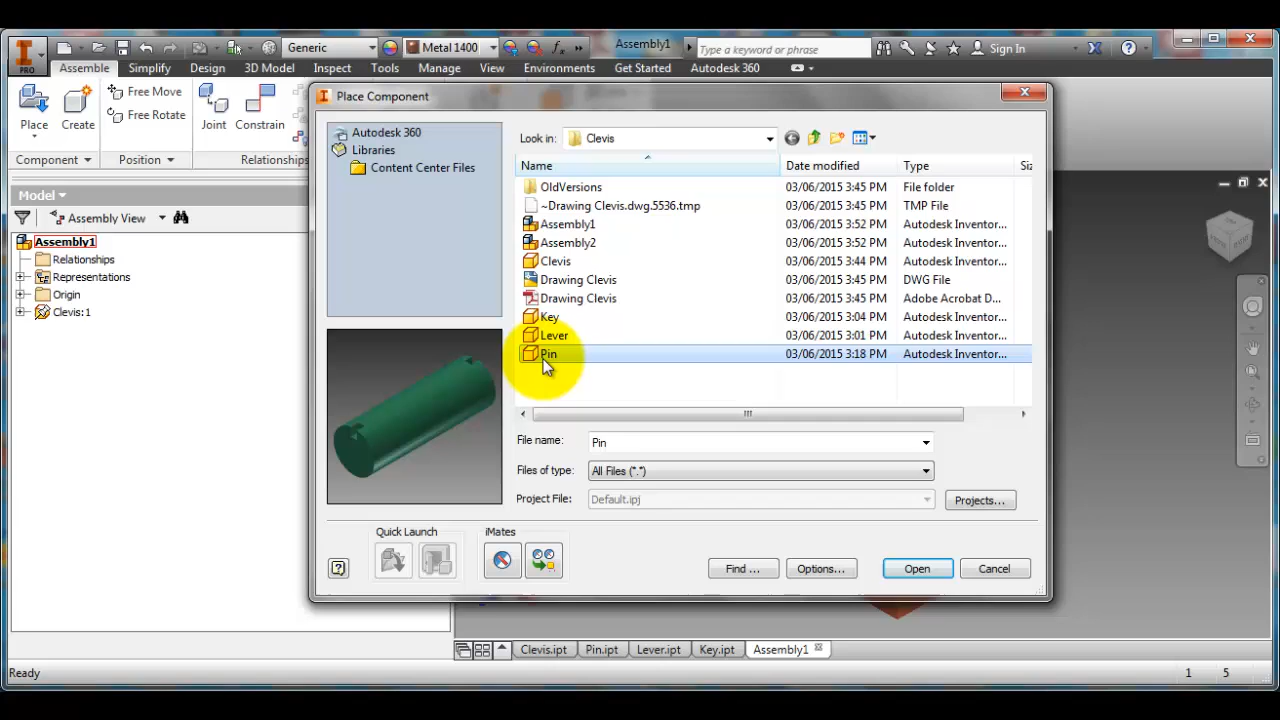 PRO
Generic
Metal 1400
Assembly1
Type a keyword or phrase
Sign In
Assemble
Simplify
Design
3D Model
Inspect
Tools
Manage
View
Environments
Get Started
Autodesk 360
Place
Create
Free Move
Free Rotate
Joint
Constrain
Component
Position
Relationships
Model
Assembly View
Assembly1
Relationships
Representations
Origin
Clevis:1
Place Component
Autodesk 360
Libraries
Content Center Files
Look in: Clevis
Name Date modified Type
OldVersions 03/06/2015 3:45 PM File folder
~Drawing Clevis.dwg.5536.tmp 03/06/2015 3:45 PM TMP File
Assembly1 03/06/2015 3:52 PM Autodesk Inventor...
Assembly2 03/06/2015 3:52 PM Autodesk Inventor...
Clevis 03/06/2015 3:44 PM Autodesk Inventor...
Drawing Clevis 03/06/2015 3:45 PM DWG File
Drawing Clevis 03/06/2015 3:45 PM Adobe Acrobat D...
Key 03/06/2015 3:04 PM Autodesk Inventor...
Lever 03/06/2015 3:01 PM Autodesk Inventor...
Pin 03/06/2015 3:18 PM Autodesk Inventor...
File name: Pin
Files of type: All Files (*.*)
Project File: Default.ipj Projects...
Quick Launch
iMates
Find ...
Options...
Open
Cancel
Clevis.ipt
Pin.ipt
Lever.ipt
Key.ipt
Assembly1
Ready
1 5